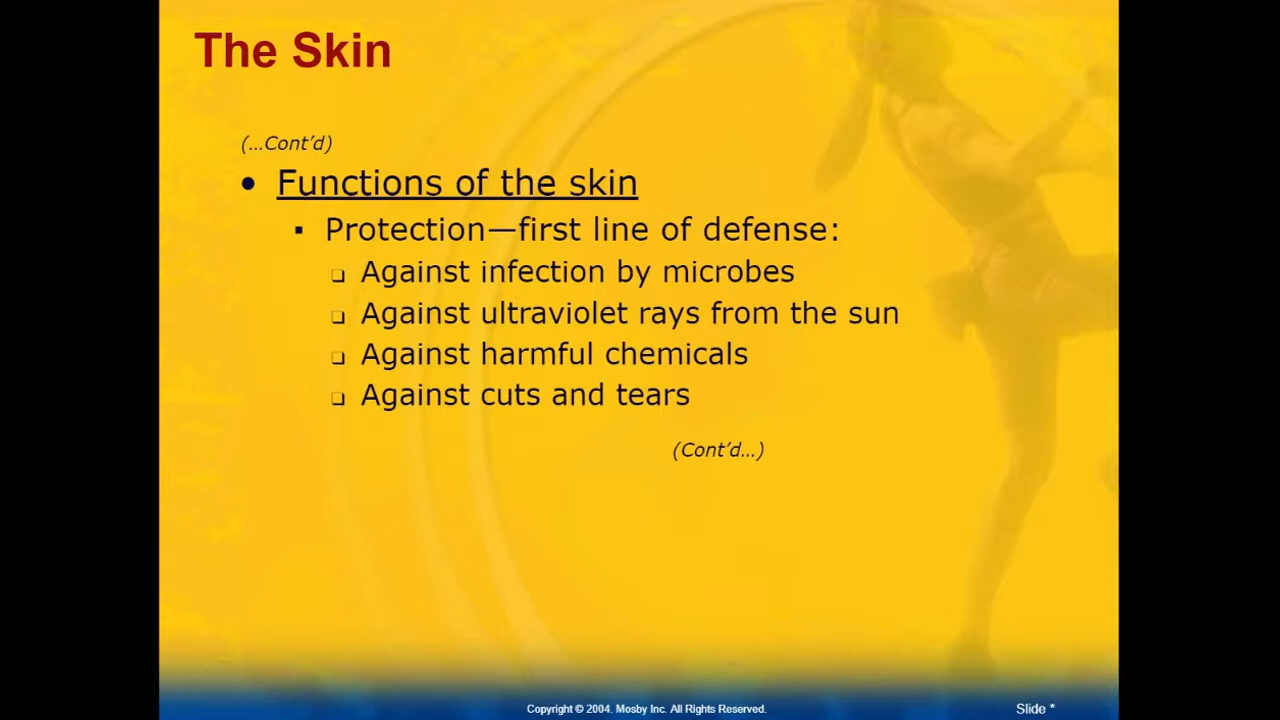 The Skin
(…Cont’d)
• Functions of the skin
▪ Protection—first line of defense:
❑ Against infection by microbes
❑ Against ultraviolet rays from the sun
❑ Against harmful chemicals
❑ Against cuts and tears
(Cont’d…)
Copyright © 2004. Mosby Inc. All Rights Reserved.
Slide *